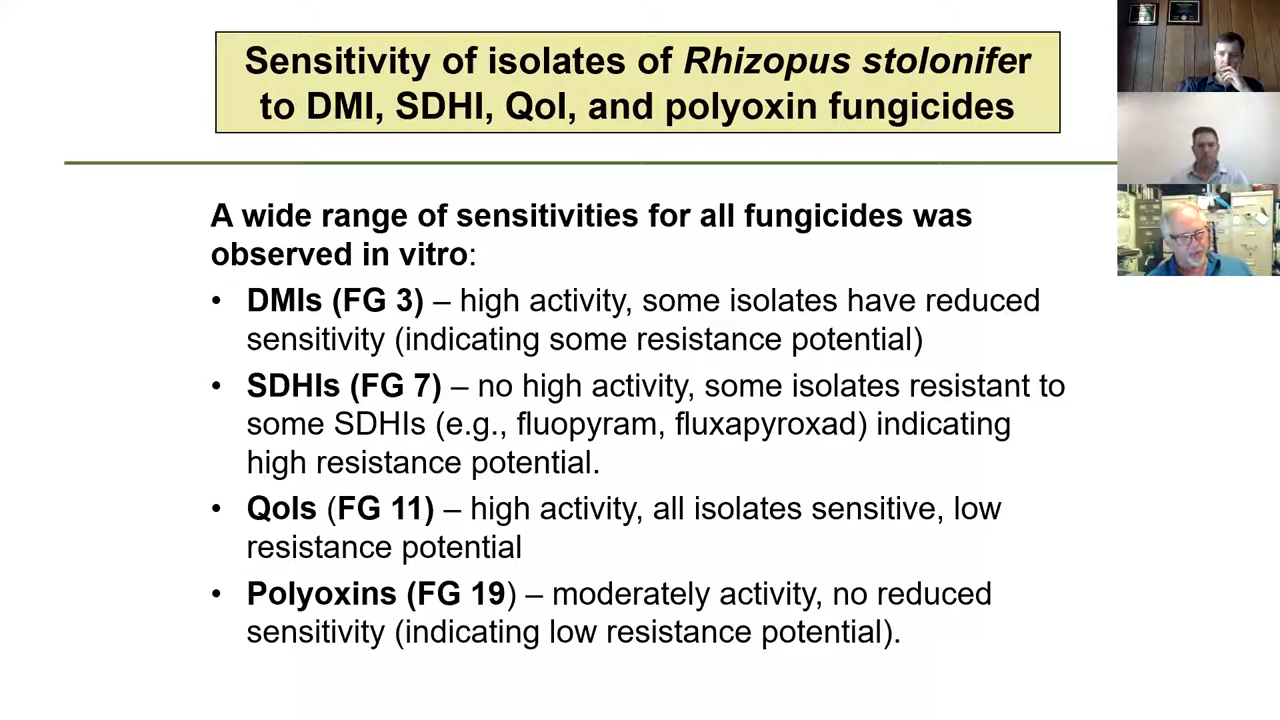 Sensitivity of isolates of Rhizopus stolonifer
to DMI, SDHI, QoI, and polyoxin fungicides
A wide range of sensitivities for all fungicides was
observed in vitro:
• DMIs (FG 3) – high activity, some isolates have reduced
sensitivity (indicating some resistance potential)
• SDHIs (FG 7) – no high activity, some isolates resistant to
some SDHIs (e.g., fluopyram, fluxapyroxad) indicating
high resistance potential.
• QoIs (FG 11) – high activity, all isolates sensitive, low
resistance potential
• Polyoxins (FG 19) – moderately activity, no reduced
sensitivity (indicating low resistance potential).